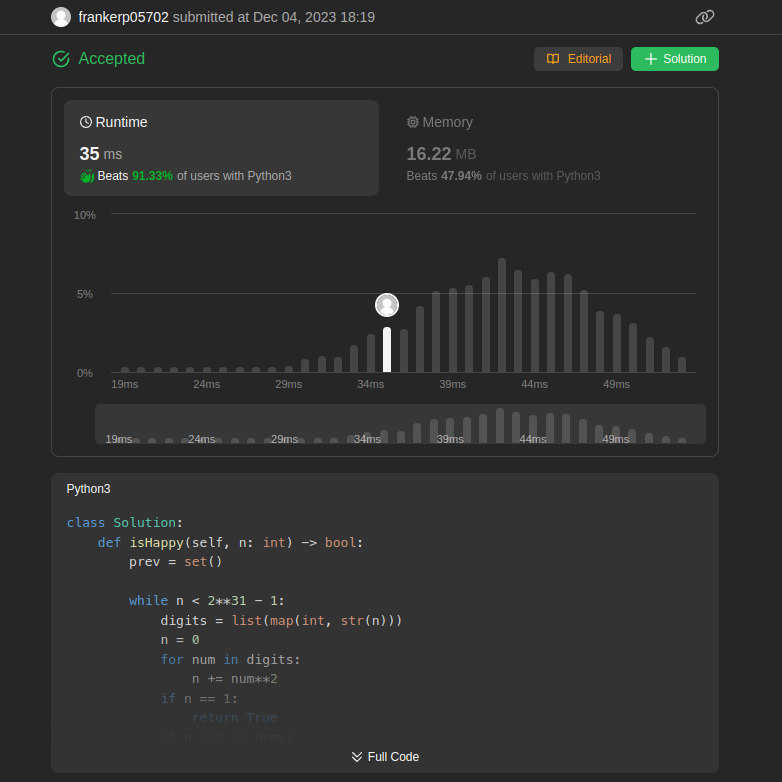 frankerp05702 submitted at Dec 04, 2023 18:19
Accepted
Editorial
Solution
Runtime
Memory
35 ms
16.22 MB
Beats 91.33% of users with Python3
Beats 47.94% of users with Python3
10%
5%
0%
19ms 24ms 29ms 34ms 39ms 44ms 49ms
19ms 24ms 29ms 34ms 39ms 44ms 49ms
Python3
class Solution:
    def isHappy(self, n: int) -> bool:
        prev = set()
        while n < 2**31 - 1:
            digits = list(map(int, str(n)))
            n = 0
            for num in digits:
                n += num**2
            if n == 1:
                return True
Full Code